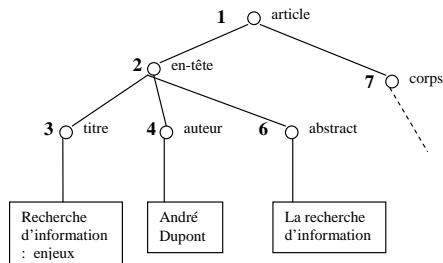 1 article
2 en-tête
7 corps
3 titre
4 auteur
6 abstract
Recherche
d'information
: enjeux
André
Dupont
La recherche
d'information